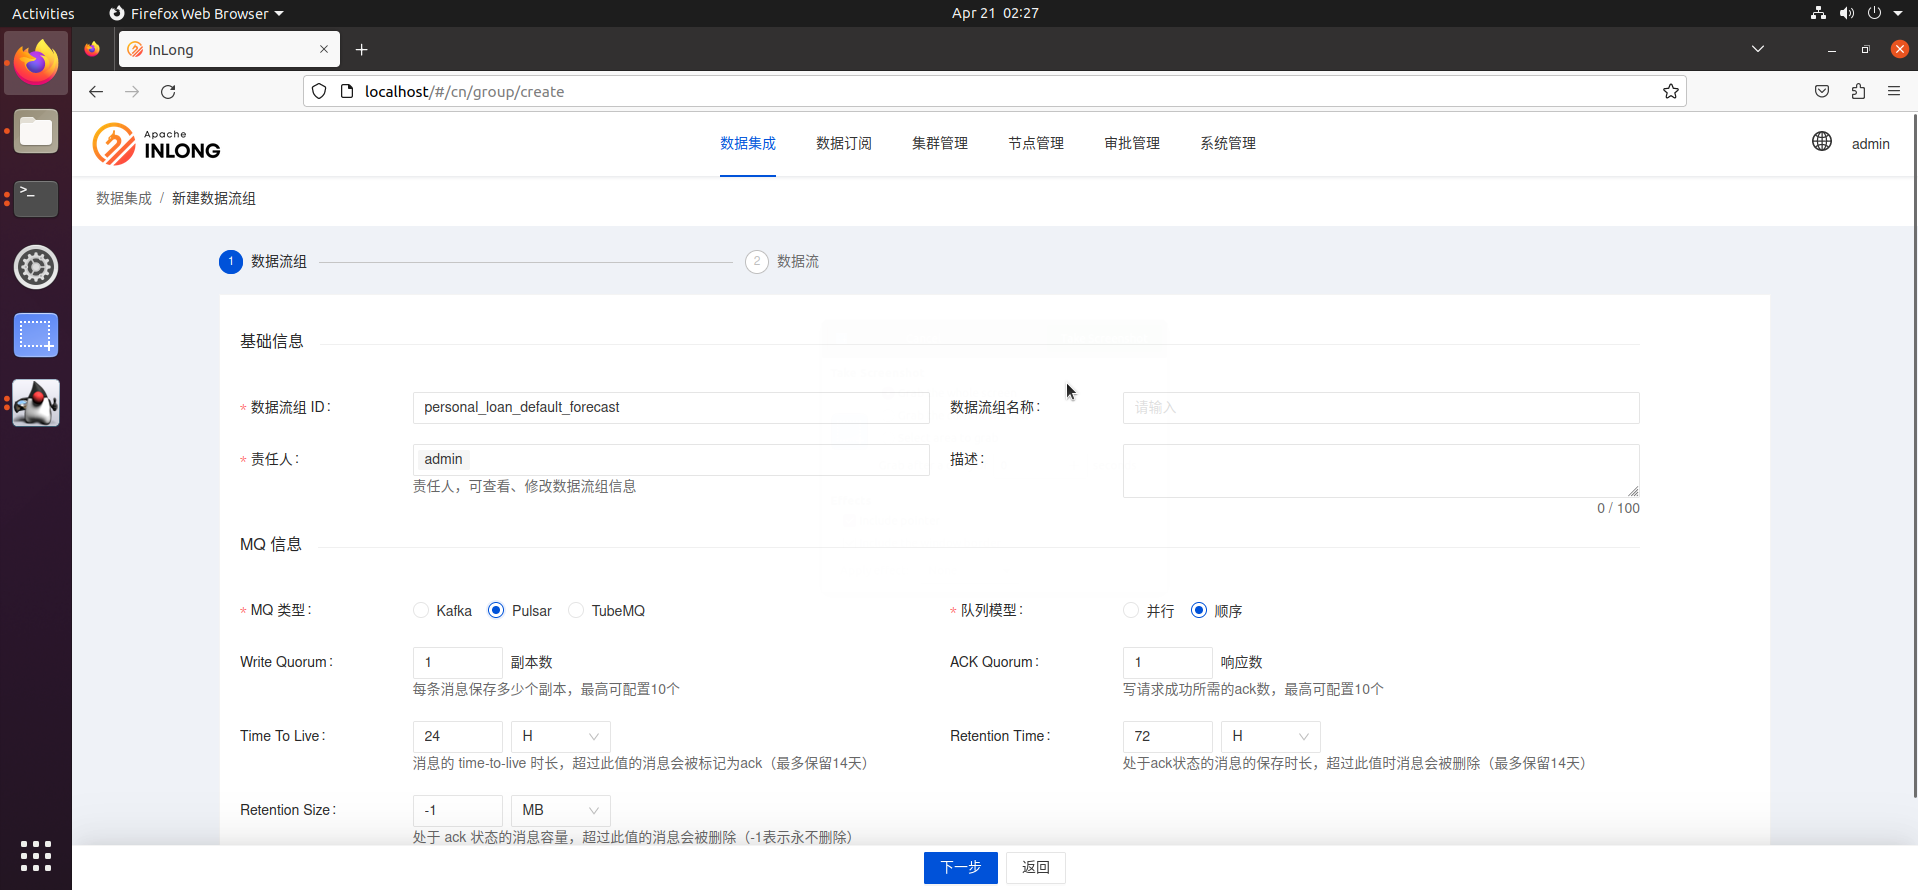 Activities
Firefox Web Browser
Apr 21 02:27
InLong
localhost/#/cn/group/create
Apache
INLONG
数据集成
数据订阅
集群管理
节点管理
审批管理
系统管理
admin
数据集成 / 新建数据流组
1 数据流组
2 数据流
基础信息
* 数据流组 ID:
personal_loan_default_forecast
数据流组名称:
请输入
* 责任人:
admin
责任人，可查看、修改数据流组信息
描述:
0 / 100
MQ 信息
* MQ 类型:
Kafka
Pulsar
TubeMQ
* 队列模型:
并行
顺序
Write Quorum:
1
副本数
每条消息保存多少个副本，最高可配置10个
ACK Quorum:
1
响应数
写请求成功所需的ack数，最高可配置10个
Time To Live:
24
H
消息的 time-to-live 时长，超过此值的消息会被标记为ack（最多保留14天）
Retention Time:
72
H
处于ack状态的消息的保存时长，超过此值时消息会被删除（最多保留14天）
Retention Size:
-1
MB
处于 ack 状态的消息容量，超过此值的消息会被删除（-1表示永不删除）
下一步
返回